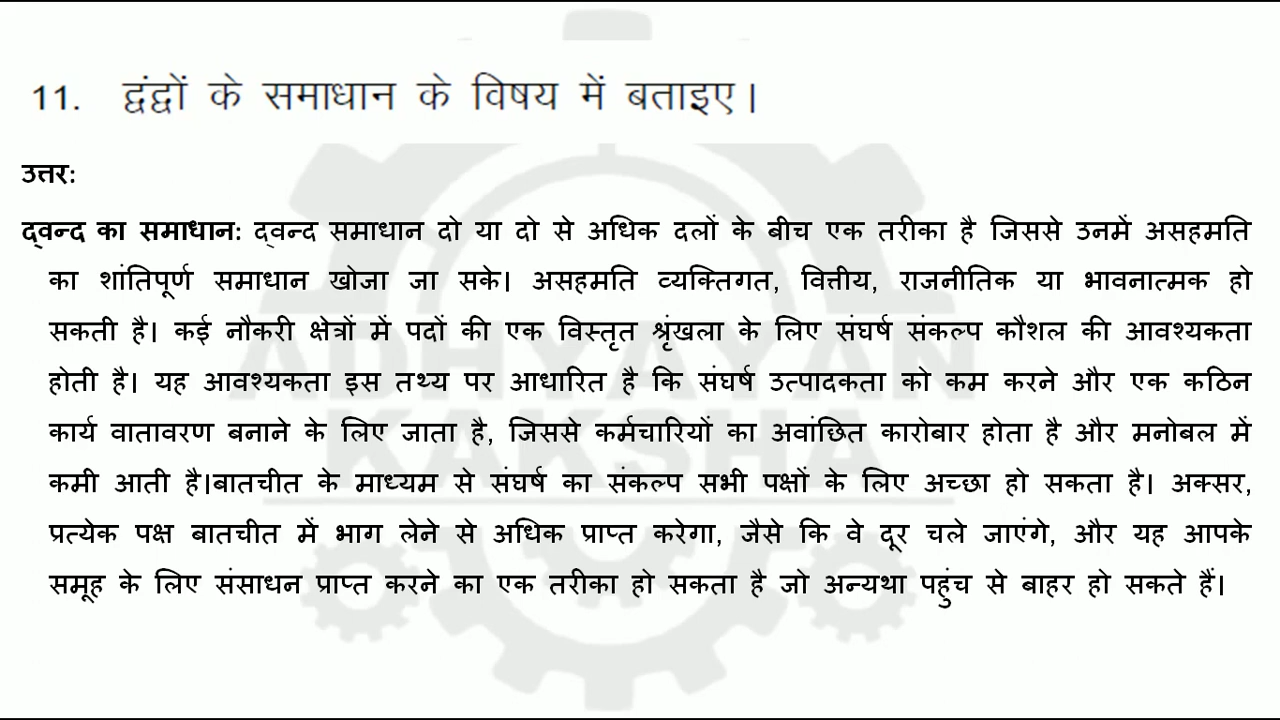 11. द्वंद्वों के समाधान के विषय में बताइए।
उत्तर:
द्वन्द का समाधान: द्वन्द समाधान दो या दो से अधिक दलों के बीच एक तरीका है जिससे उनमें असहमति
का शांतिपूर्ण समाधान खोजा जा सके। असहमति व्यक्तिगत, वित्तीय, राजनीतिक या भावनात्मक हो
सकती है। कई नौकरी क्षेत्रों में पदों की एक विस्तृत श्रृंखला के लिए संघर्ष संकल्प कौशल की आवश्यकता
होती है। यह आवश्यकता इस तथ्य पर आधारित है कि संघर्ष उत्पादकता को कम करने और एक कठिन
कार्य वातावरण बनाने के लिए जाता है, जिससे कर्मचारियों का अवांछित कारोबार होता है और मनोबल में
कमी आती है।बातचीत के माध्यम से संघर्ष का संकल्प सभी पक्षों के लिए अच्छा हो सकता है। अक्सर,
प्रत्येक पक्ष बातचीत में भाग लेने से अधिक प्राप्त करेगा, जैसे कि वे दूर चले जाएंगे, और यह आपके
समूह के लिए संसाधन प्राप्त करने का एक तरीका हो सकता है जो अन्यथा पहुंच से बाहर हो सकते हैं।
ADHYAYAN
KAKSHA